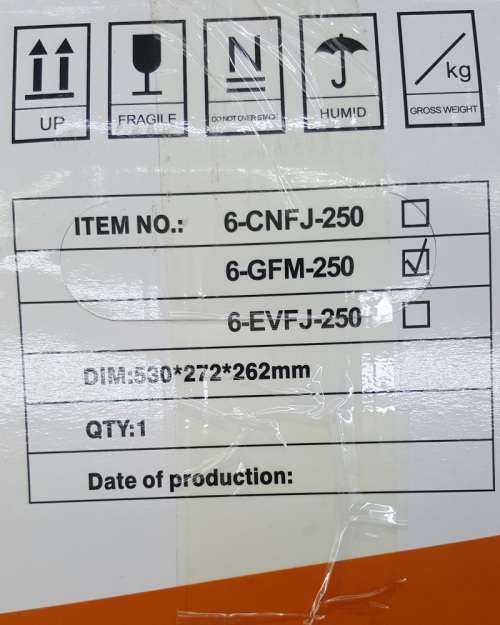 N
kg
UP
FRAGILE
DO NOT OVER STACK
HUMID
GROSS WEIGHT
ITEM NO.: 6-CNFJ-250
6-GFM-250
6-EVFJ-250
DIM:530*272*262mm
QTY:1
Date of production: